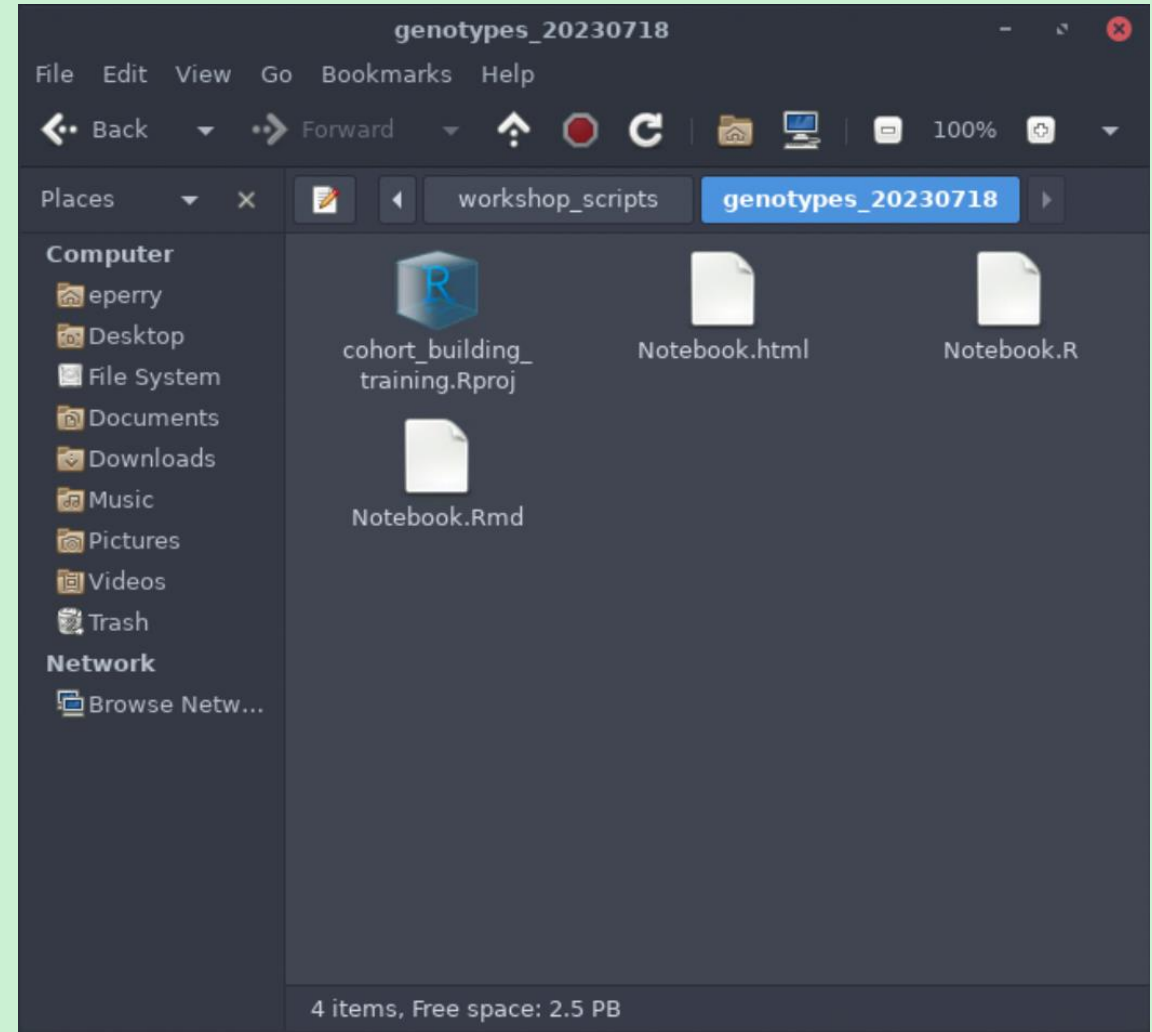 genotypes_20230718
File Edit View Go Bookmarks Help
Back Forward 100%
Places workshop_scripts genotypes_20230718
Computer
eperry
Desktop
File System
Documents
Downloads
Music
Pictures
Videos
Trash
Network
Browse Netw...
R
cohort_building_
training.Rproj
Notebook.html
Notebook.R
Notebook.Rmd
4 items, Free space: 2.5 PB